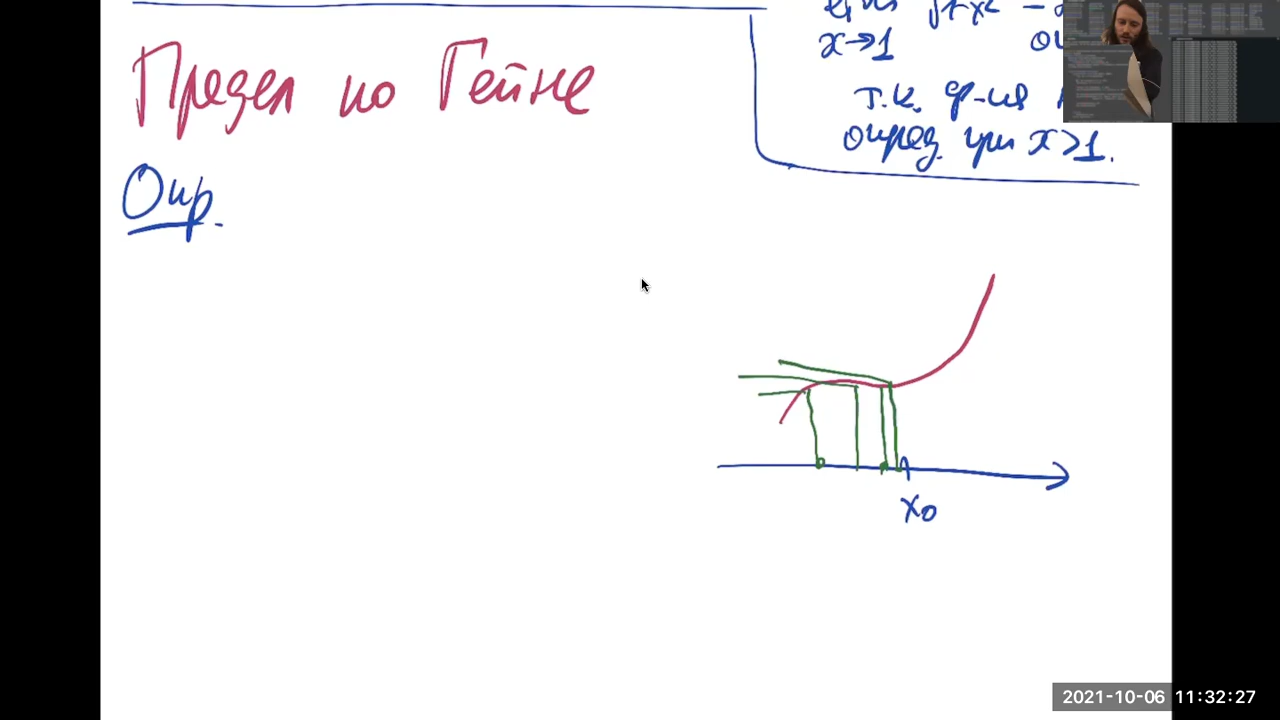 x→1
т.к. ф-ия
опред. при x>1.
Предел по Гейне
Опр.
x₀
2021-10-06 11:32:27